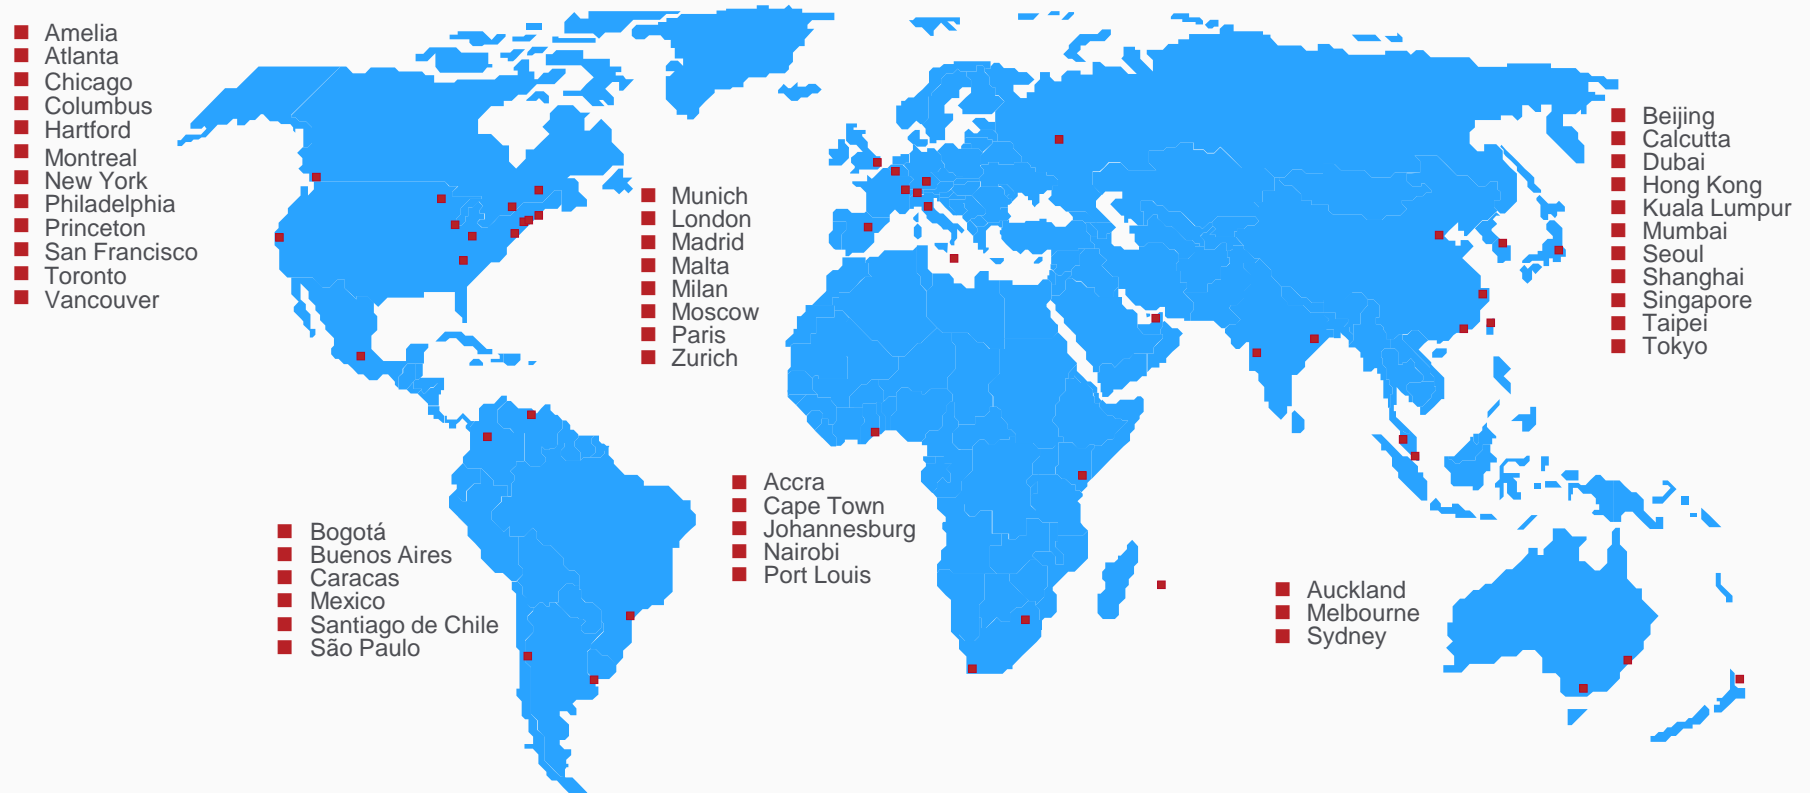 Amelia
Atlanta
Chicago
Columbus
Hartford
Montreal
New York
Philadelphia
Princeton
San Francisco
Toronto
Vancouver
Munich
London
Madrid
Malta
Milan
Moscow
Paris
Zurich
Beijing
Calcutta
Dubai
Hong Kong
Kuala Lumpur
Mumbai
Seoul
Shanghai
Singapore
Taipei
Tokyo
Bogotá
Buenos Aires
Caracas
Mexico
Santiago de Chile
São Paulo
Accra
Cape Town
Johannesburg
Nairobi
Port Louis
Auckland
Melbourne
Sydney